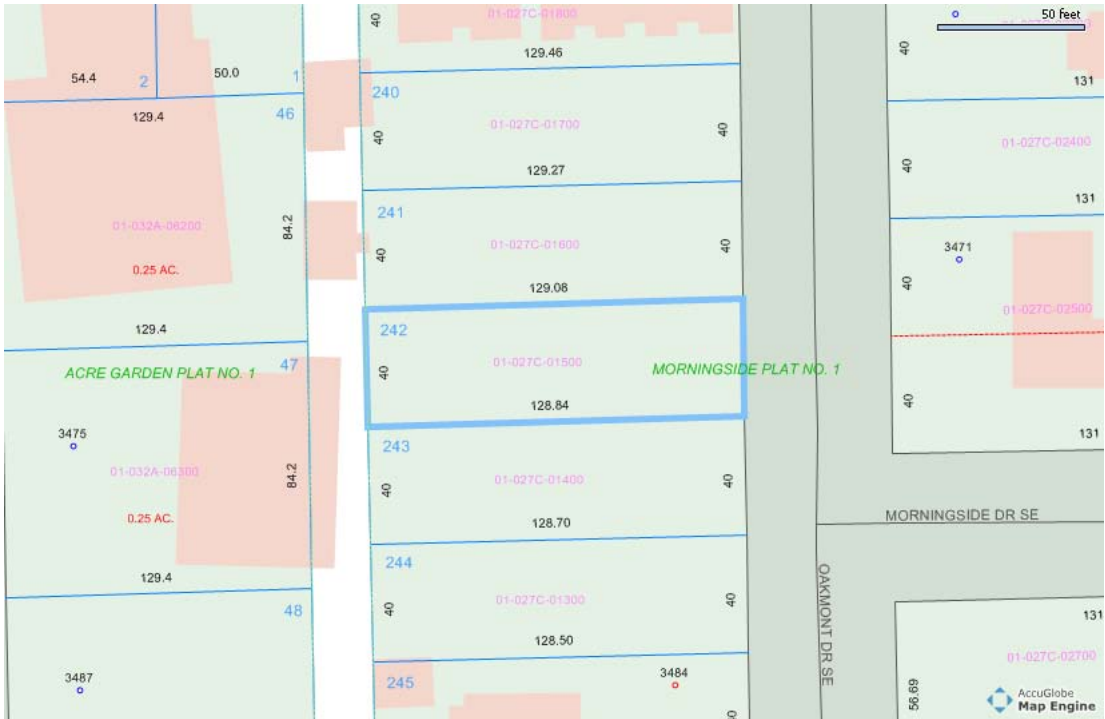 50 feet
40
01-027C-01800
129.46
54.4
2
50.0
1
129.4
46
84.2
01-032A-06200
0.25 AC.
129.4
240
40
01-027C-01700
40
129.27
241
40
01-027C-01600
40
129.08
242
40
01-027C-01500
128.84
MORNINGSIDE PLAT NO. 1
ACRE GARDEN PLAT NO. 1
47
3475
01-032A-06300
84.2
0.25 AC.
129.4
48
3487
243
40
01-027C-01400
40
128.70
244
40
01-027C-01300
40
128.50
245
3484
40
131
01-027C-02400
40
131
3471
40
01-027C-02500
40
131
MORNINGSIDE DR SE
OAKMONT DR SE
131
01-027C-02700
56.69
AccuGlobe
Map Engine